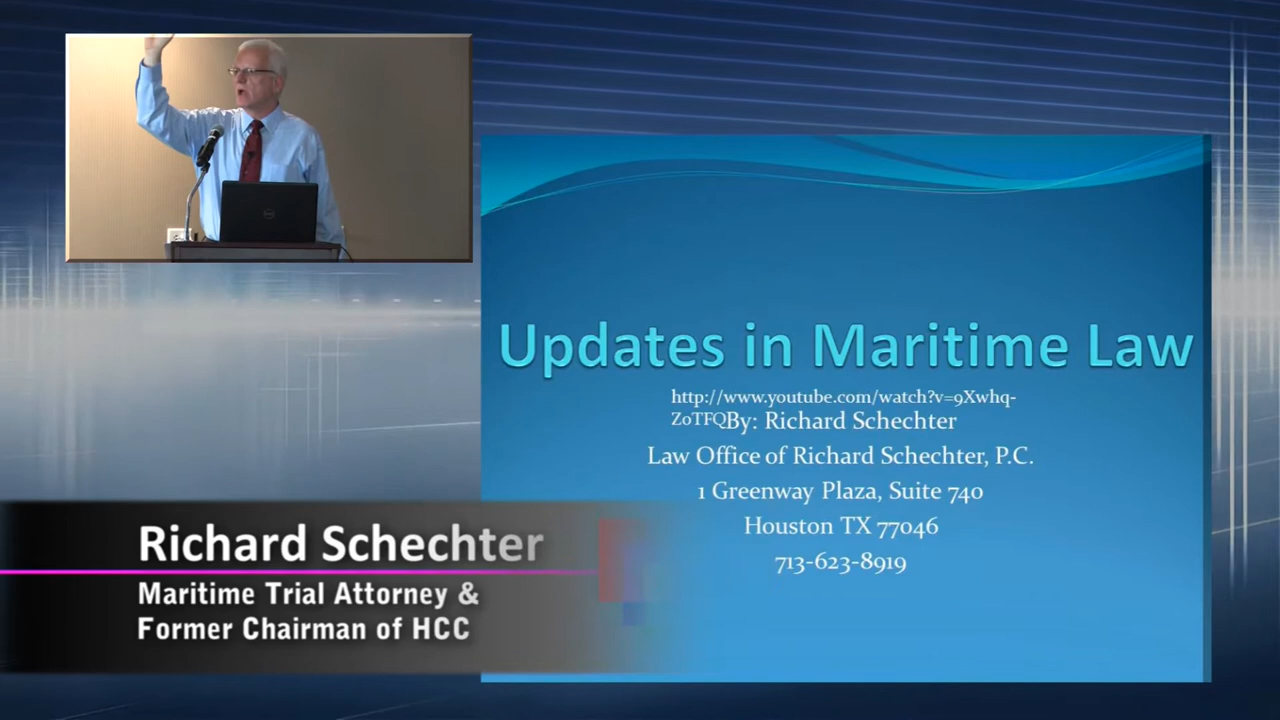 Updates in Maritime Law
http://www.youtube.com/watch?v=9Xwhq-
ZoTFQBy: Richard Schechter
Law Office of Richard Schechter, P.C.
1 Greenway Plaza, Suite 740
Houston TX 77046
713-623-8919
Richard Schechter
Maritime Trial Attorney &
Former Chairman of HCC